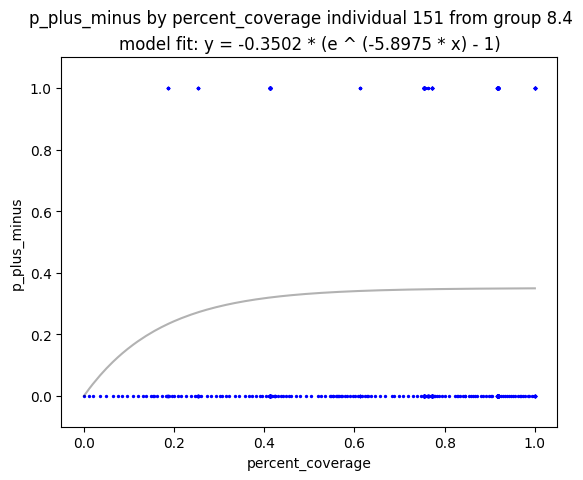 p_plus_minus by percent_coverage individual 151 from group 8.4
model fit: y = -0.3502 * (e ^ (-5.8975 * x) - 1)
1.0
0.8
0.6
0.4
0.2
0.0
p_plus_minus
0.0 0.2 0.4 0.6 0.8 1.0
percent_coverage